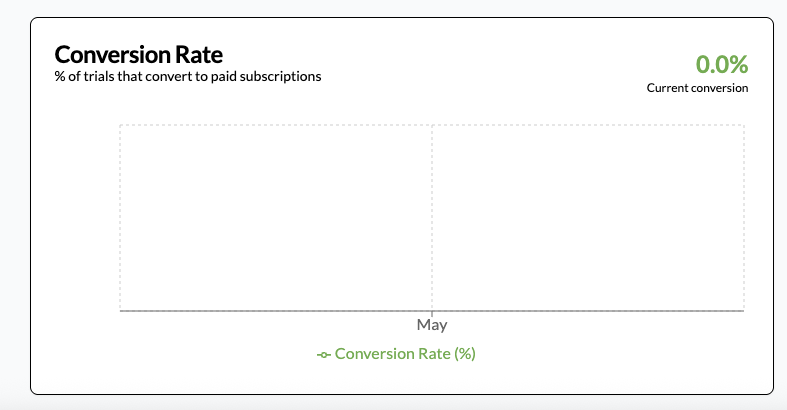 Conversion Rate
% of trials that convert to paid subscriptions
0.0%
Current conversion
May
Conversion Rate (%)